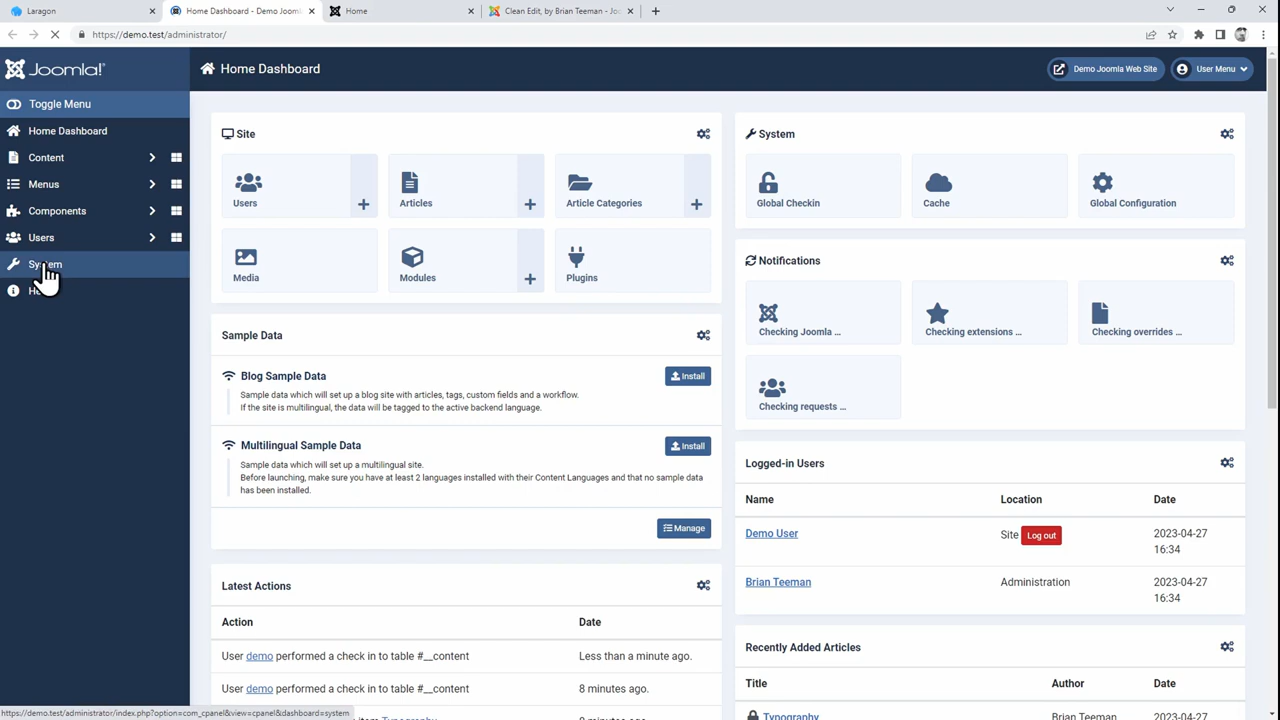 Laragon
Home Dashboard - Demo Jooml
Home
Clean Edit, by Brian Teeman - Joo
https://demo.test/administrator/
Joomla!
Home Dashboard
Demo Joomla Web Site
User Menu
Toggle Menu
Home Dashboard
Content
Menus
Components
Users
System
Site
Users
Articles
Article Categories
Media
Modules
Plugins
Sample Data
Blog Sample Data
Install
Sample data which will set up a blog site with articles, tags, custom fields and a workflow.
If the site is multilingual, the data will be tagged to the active backend language.
Multilingual Sample Data
Install
Sample data which will set up a multilingual site.
Before launching, make sure you have at least 2 languages installed with their Content Languages and that no sample data
has been installed.
Manage
Latest Actions
Action Date
User demo performed a check in to table #__content Less than a minute ago.
User demo performed a check in to table #__content 8 minutes ago.
System
Global Checkin
Cache
Global Configuration
Notifications
Checking Joomla ...
Checking extensions ...
Checking overrides ...
Checking requests ...
Logged-in Users
Name Location Date
Demo User Site Log out 2023-04-27
16:34
Brian Teeman Administration 2023-04-27
16:34
Recently Added Articles
Title Author Date
Typography Brian Teeman 2023-04-27
https://demo.test/administrator/index.php?option=com_cpanel&view=cpanel&dashboard=system